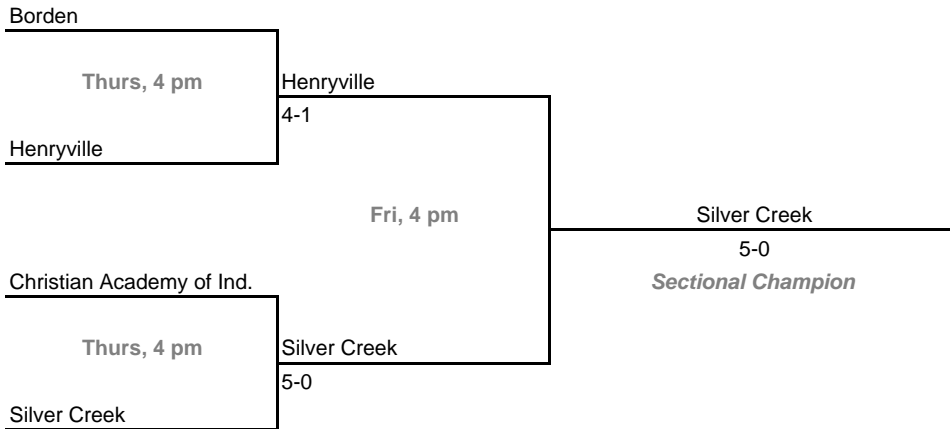 Borden
Thurs, 4 pm
Henryville
4-1
Henryville
Fri, 4 pm
Silver Creek
5-0
Sectional Champion
Christian Academy of Ind.
Thurs, 4 pm
Silver Creek
5-0
Silver Creek